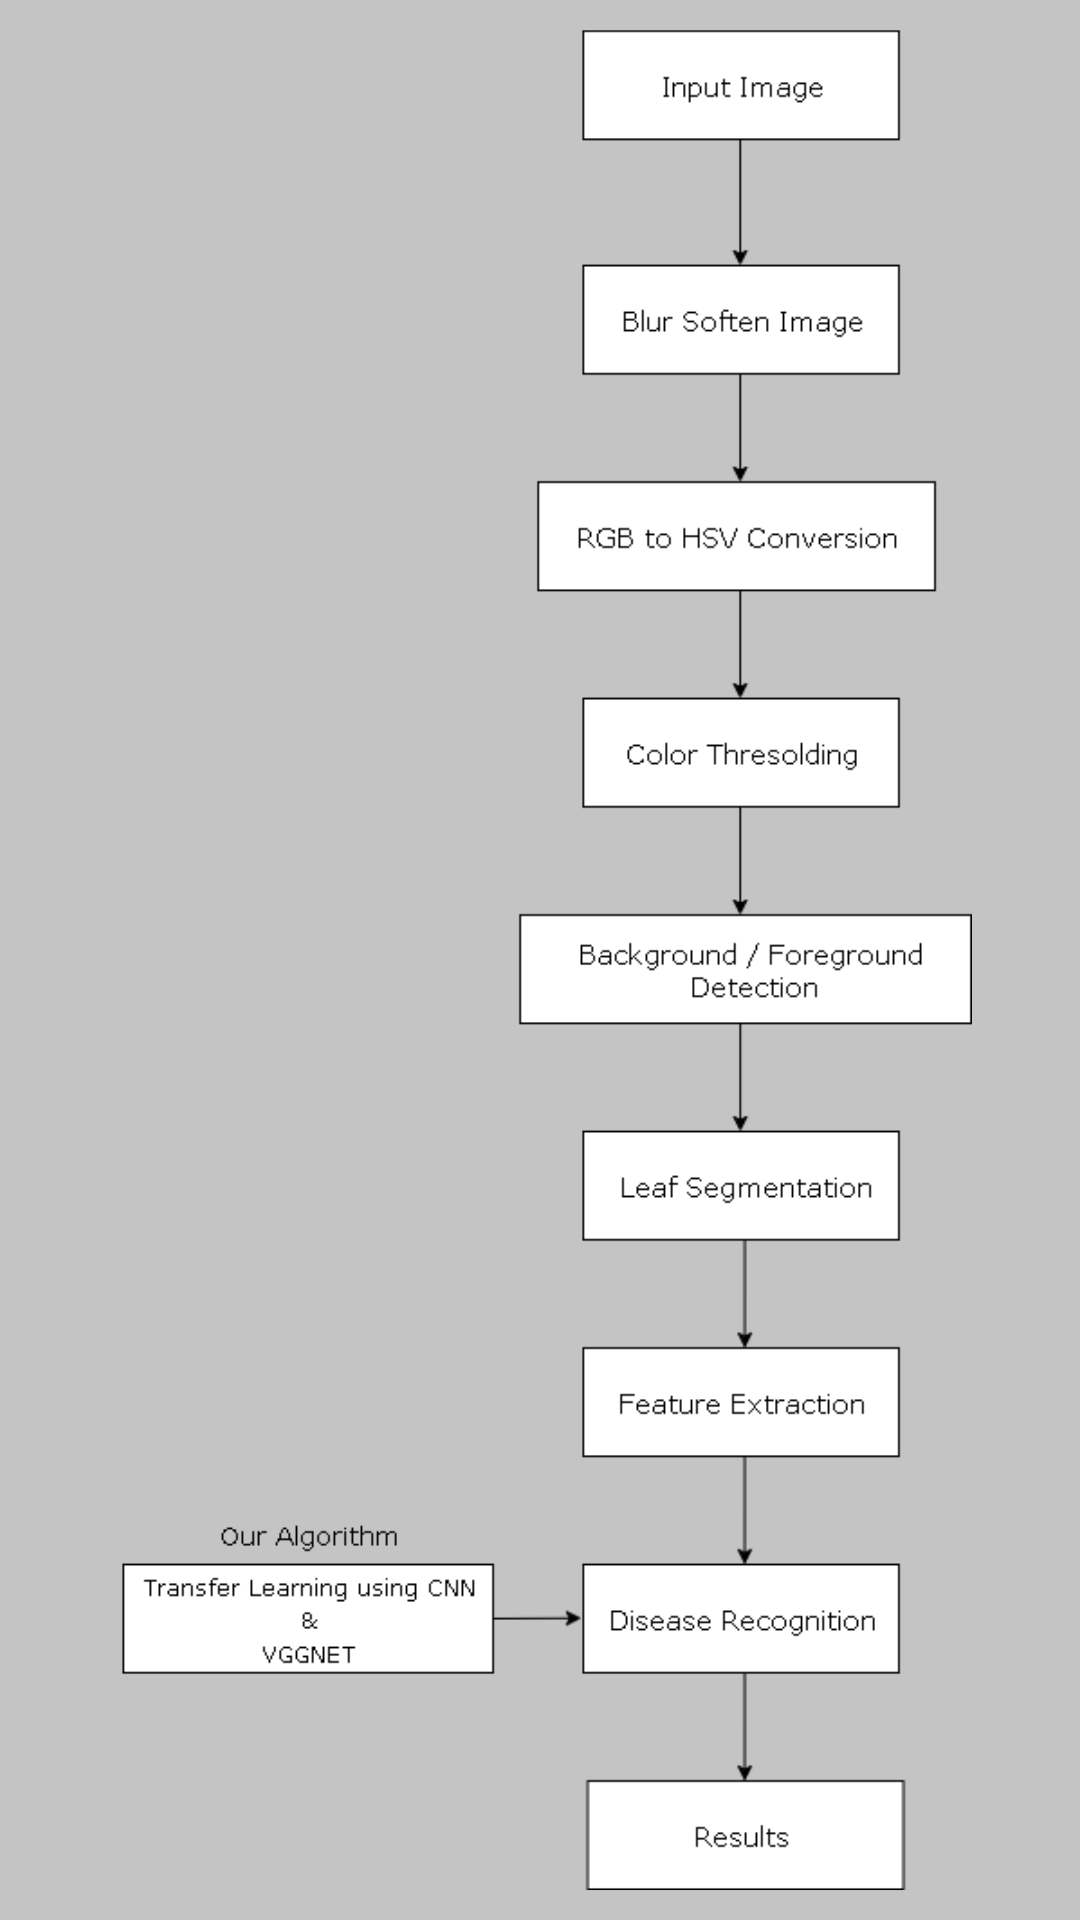 Input Image
Blur Soften Image
RGB to HSV Conversion
Color Thresolding
Background / Foreground
Detection
Leaf Segmentation
Feature Extraction
Our Algorithm
Transfer Learning using CNN
&
VGGNET
Disease Recognition
Results